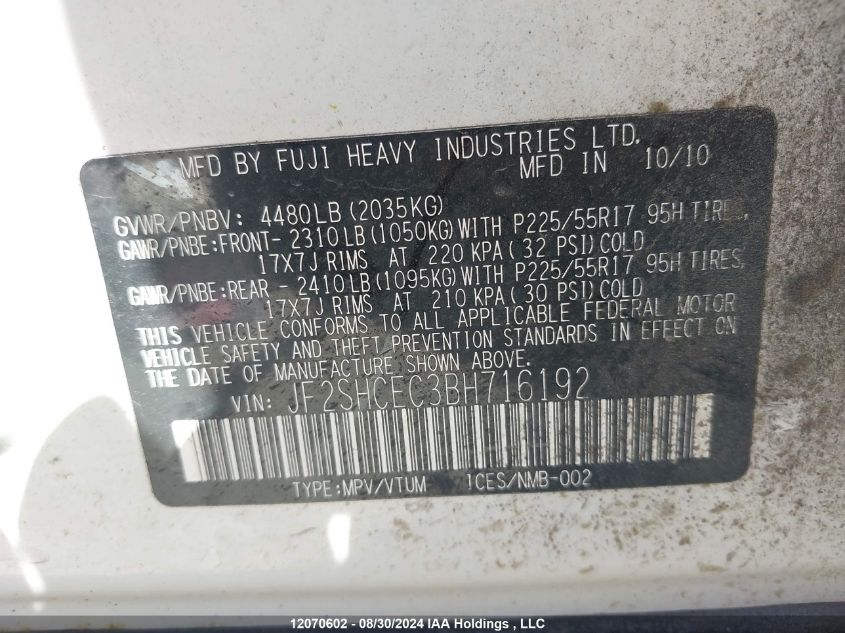 MFD BY FUJI HEAVY INDUSTRIES LTD.
MFD IN 10/10
GVWR/PNBV: 4480LB(2035KG)
GAWR/PNBE:FRONT- 2310LB(1050KG)WITH P225/55R17 95H TIRES,
17X7J RIMS AT 220 KPA(32 PSI)COLD
GAWR/PNBE:REAR - 2410LB(1095KG)WITH P225/55R17 95H TIRES,
17X7J RIMS AT 210 KPA(30 PSI)COLD
THIS VEHICLE CONFORMS TO ALL APPLICABLE FEDERAL MOTOR
VEHICLE SAFETY AND THEFT PREVENTION STANDARDS IN EFFECT ON
THE DATE OF MANUFACTURE SHOWN ABOVE.
VIN: JF2SHCEC3BH716192
TYPE:MPV/VTUM ICES/NMB-002
12070602 - 08/30/2024 IAA Holdings , LLC